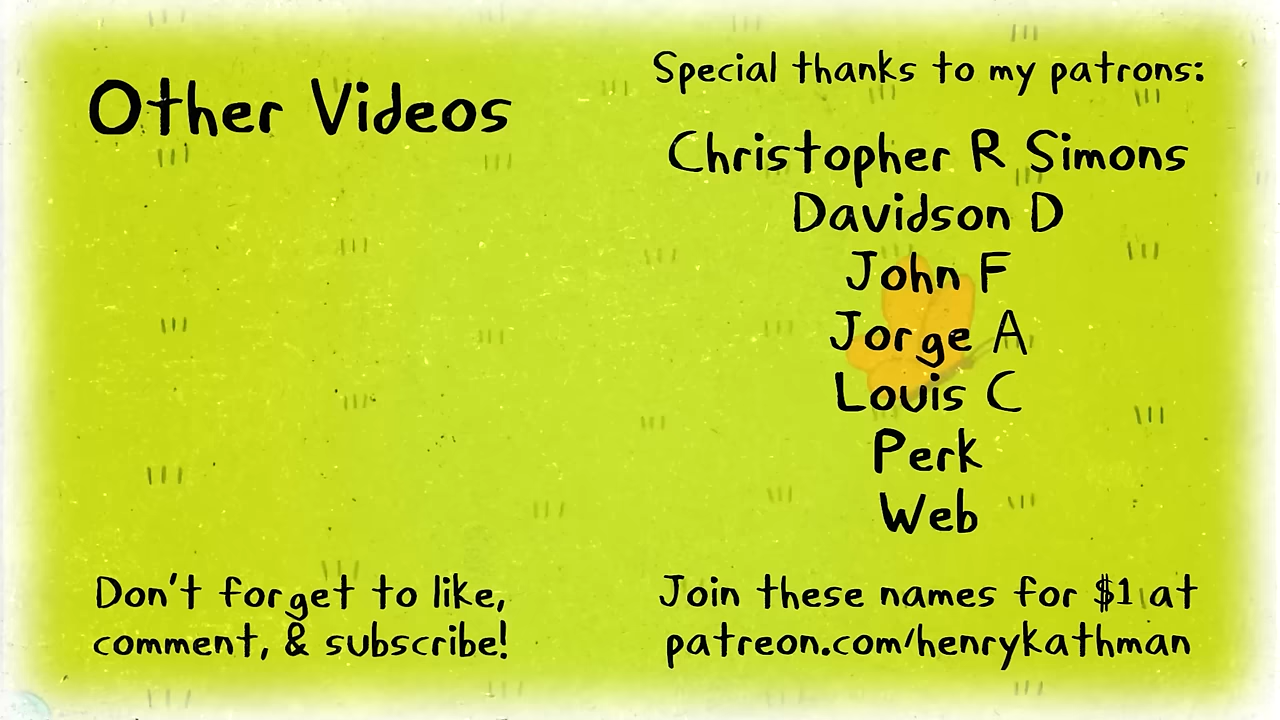 Other Videos
Don't forget to like,
comment, & subscribe!
Special thanks to my patrons:
Christopher R Simons
Davidson D
John F
Jorge A
Louis C
Perk
Web
Join these names for $1 at
patreon.com/henrykathman